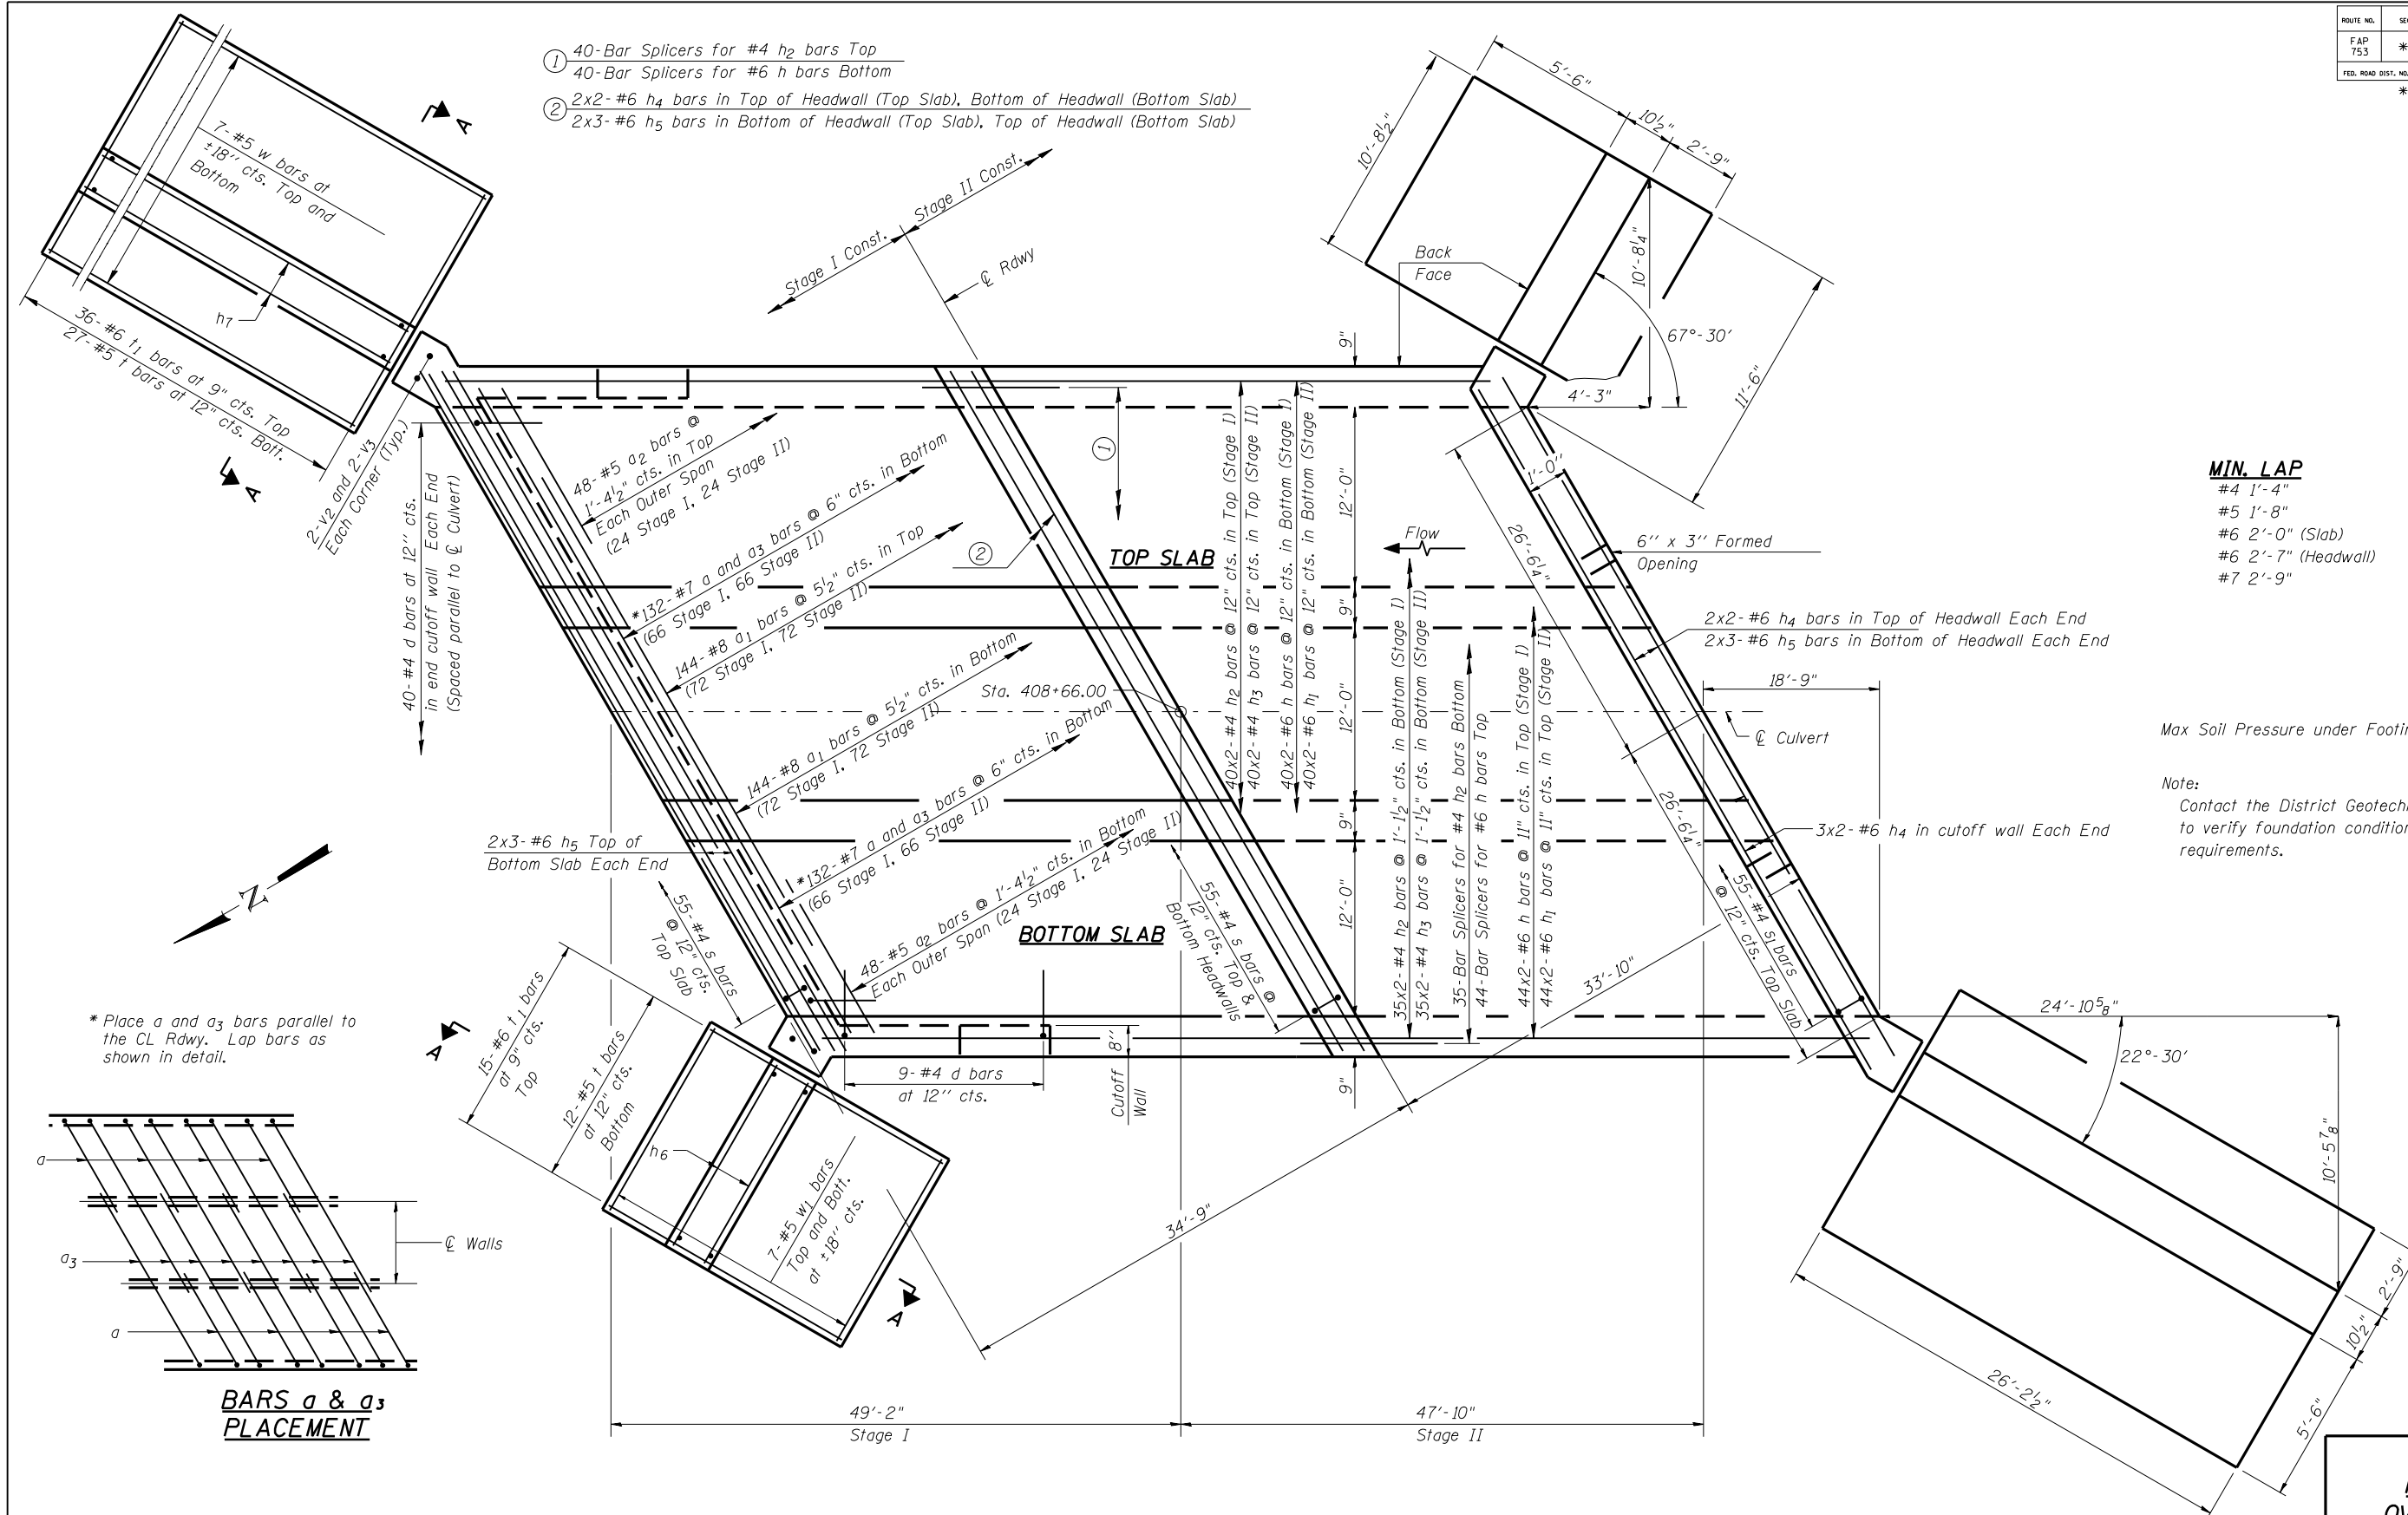 ROUTE NO.
FAP
753
*
FED. ROAD DIST. NO.
*
① 40-Bar Splicers for #4 h2 bars Top
40-Bar Splicers for #6 h bars Bottom
② 2x2-#6 h4 bars in Top of Headwall (Top Slab), Bottom of Headwall (Bottom Slab)
2x3-#6 h5 bars in Bottom of Headwall (Top Slab), Top of Headwall (Bottom Slab)
A
7-#5 w bars at
±18'' cts. Top and
Bottom
h7
36-#6 t1 bars at 9" cts. Top
27-#5 t bars at 12" cts. Bott.
A
2-v2 and 2-v3
Each Corner (Typ.)
40-#4 d bars at 12'' cts.
in end cutoff wall Each End
(Spaced parallel to ℄ Culvert)
Stage I Const.
Stage II Const.
℄ Rdwy
Back
Face
5'-6"
10½"
2'-9"
10'-8½"
10'-8¼"
67°-30'
4'-3"
11'-6"
9"
48-#5 a2 bars @
1'-4½" cts. in Top
Each Outer Span
(24 Stage I, 24 Stage II)
*132-#7 a and a3 bars @ 6" cts. in Bottom
(66 Stage I, 66 Stage II)
144-#8 a1 bars @ 5½" cts. in Top
(72 Stage I, 72 Stage II)
144-#8 a1 bars @ 5½" cts. in Bottom
(72 Stage I, 72 Stage II)
*132-#7 a and a3 bars @ 6" cts. in Bottom
(66 Stage I, 66 Stage II)
48-#5 a2 bars @ 1'-4½" cts. in Bottom
Each Outer Span (24 Stage I, 24 Stage II)
①
②
TOP SLAB
BOTTOM SLAB
Sta. 408+66.00
40x2-#4 h2 bars @ 12" cts. in Top (Stage I)
40x2-#4 h3 bars @ 12" cts. in Top (Stage II)
40x2-#6 h bars @ 12" cts. in Bottom (Stage I)
40x2-#6 h1 bars @ 12" cts. in Bottom (Stage II)
12'-0"
9"
12'-0"
9"
12'-0"
9"
Flow
35x2-#4 h2 bars @ 1'-1½" cts. in Bottom (Stage I)
35x2-#4 h3 bars @ 1'-1½" cts. in Bottom (Stage II)
35-Bar Splicers for #4 h2 bars Bottom
44-Bar Splicers for #6 h bars Top
44x2-#6 h bars @ 11" cts. in Top (Stage I)
44x2-#6 h1 bars @ 11" cts. in Top (Stage II)
1'-0''
26'-6¼"
26'-6¼"
6'' x 3'' Formed
Opening
2x2-#6 h4 bars in Top of Headwall Each End
2x3-#6 h5 bars in Bottom of Headwall Each End
18'-9"
℄ Culvert
3x2-#6 h4 in cutoff wall Each End
55-#4 s1 bars
@ 12" cts. Top Slab
MIN. LAP
#4 1'-4"
#5 1'-8"
#6 2'-0" (Slab)
#6 2'-7" (Headwall)
#7 2'-9"
Max Soil Pressure under
Note:
Contact the District
to verify foundation
requirements.
N
2x3-#6 h5 Top of
Bottom Slab Each End
55-#4 s bars
@ 12" cts.
Top Slab
55-#4 s bars @
12" cts. Top &
Bottom Headwalls
33'-10"
34'-9"
* Place a and a3 bars parallel to
the CL Rdwy. Lap bars as
shown in detail.
A
15-#6 t1 bars
at 9" cts.
Top
12-#5 t bars
at 12" cts.
Bottom
9-#4 d bars
at 12'' cts.
Cutoff 8''
Wall
h6
7-#5 w1 bars
Top and Bott.
at ±18'' cts.
A
24'-10⅝"
22°-30'
10'-5⅞"
26'-2½"
2'-9"
10½"
5'-6"
a
a3
a
℄ Walls
BARS a & a3
PLACEMENT
49'-2"
Stage I
47'-10"
Stage II